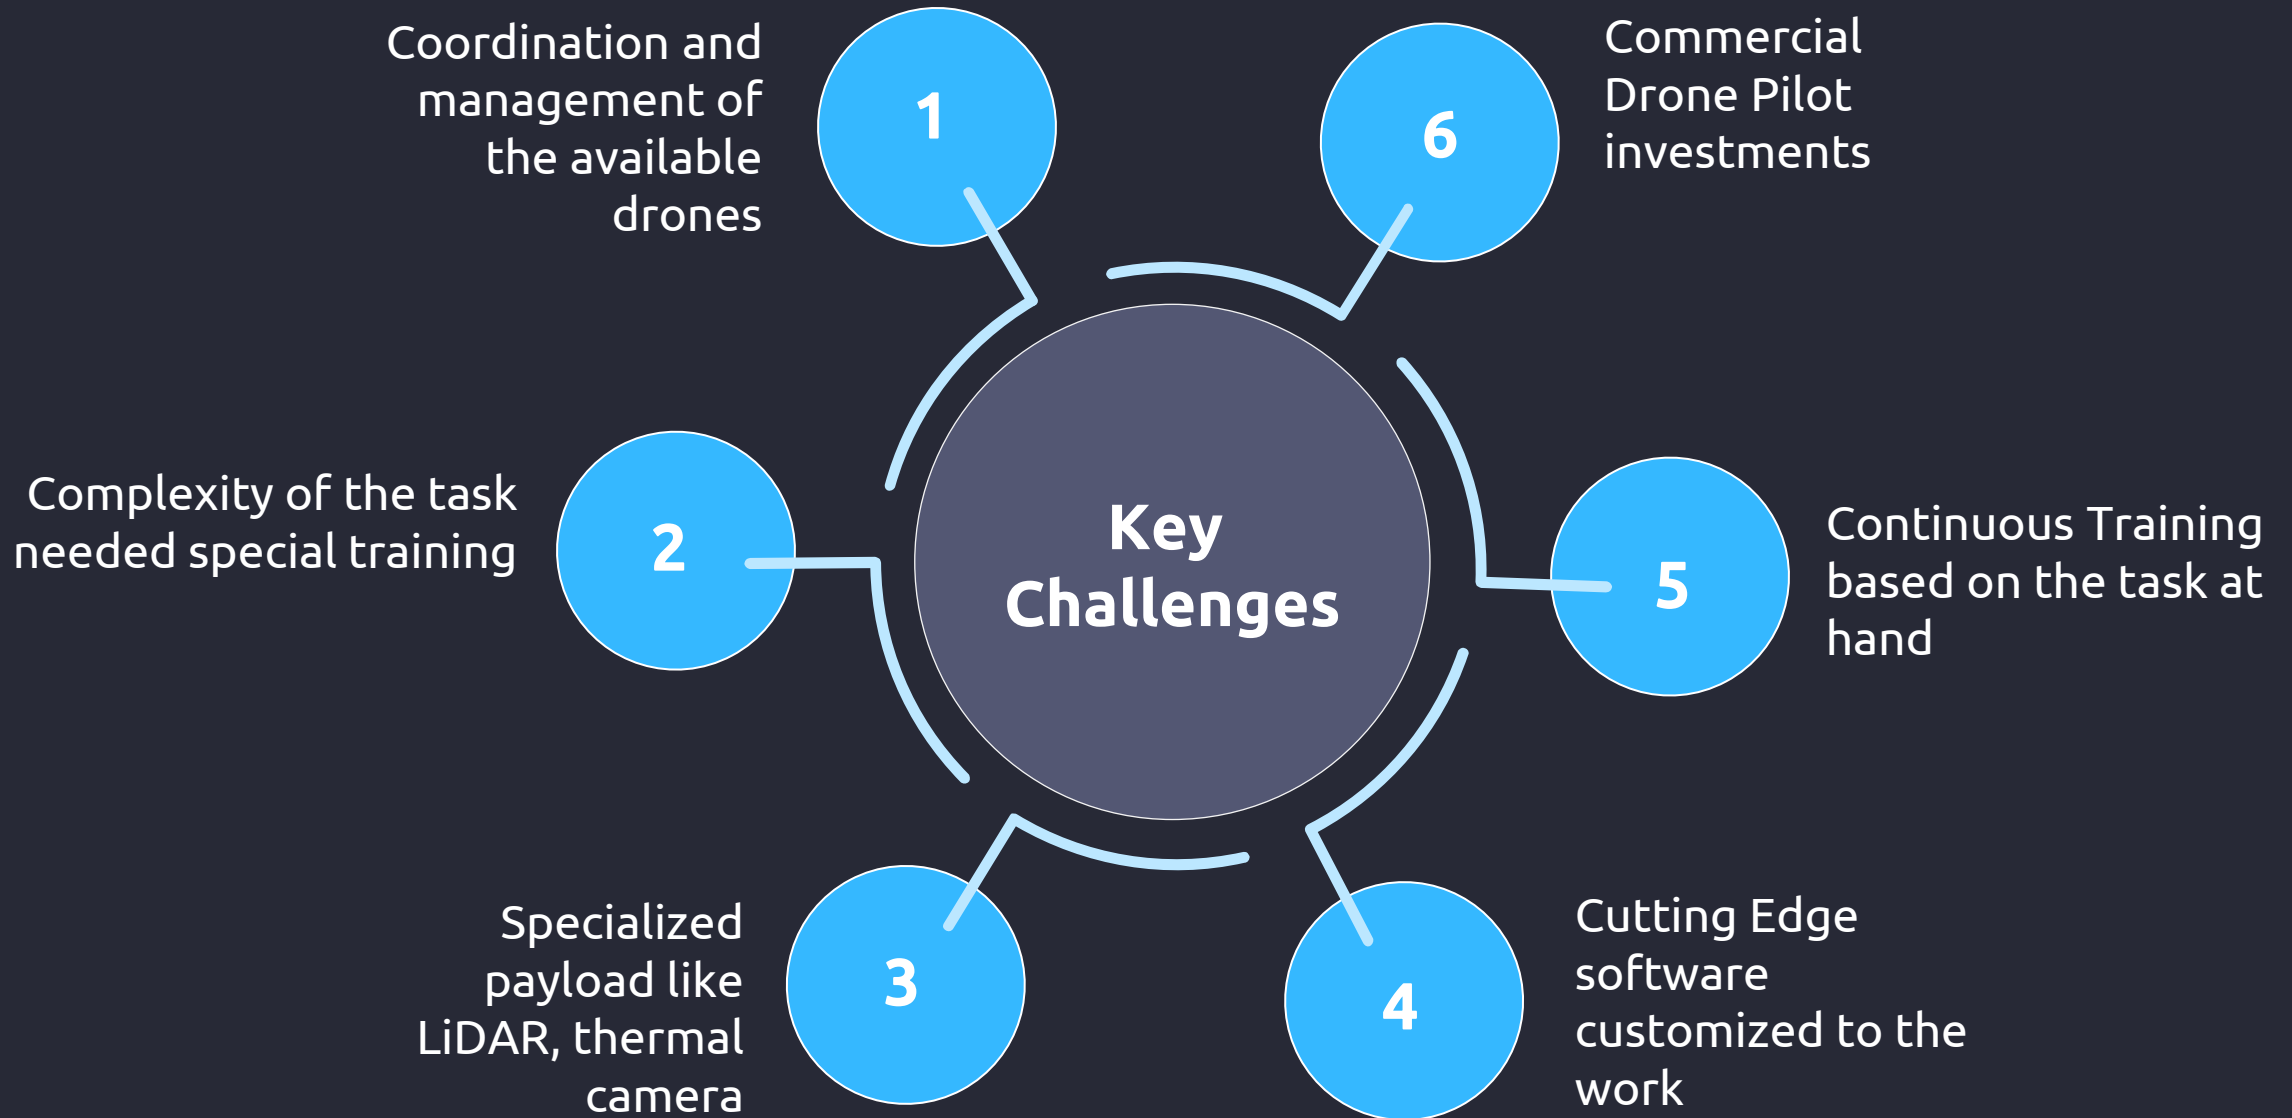 Coordination and
management of
the available
drones
1
Complexity of the task
needed special training
2
Specialized
payload like
LiDAR, thermal
camera
3
Key
Challenges
4
Cutting Edge
software
customized to the
work
5
Continuous Training
based on the task at
hand
6
Commercial
Drone Pilot
investments